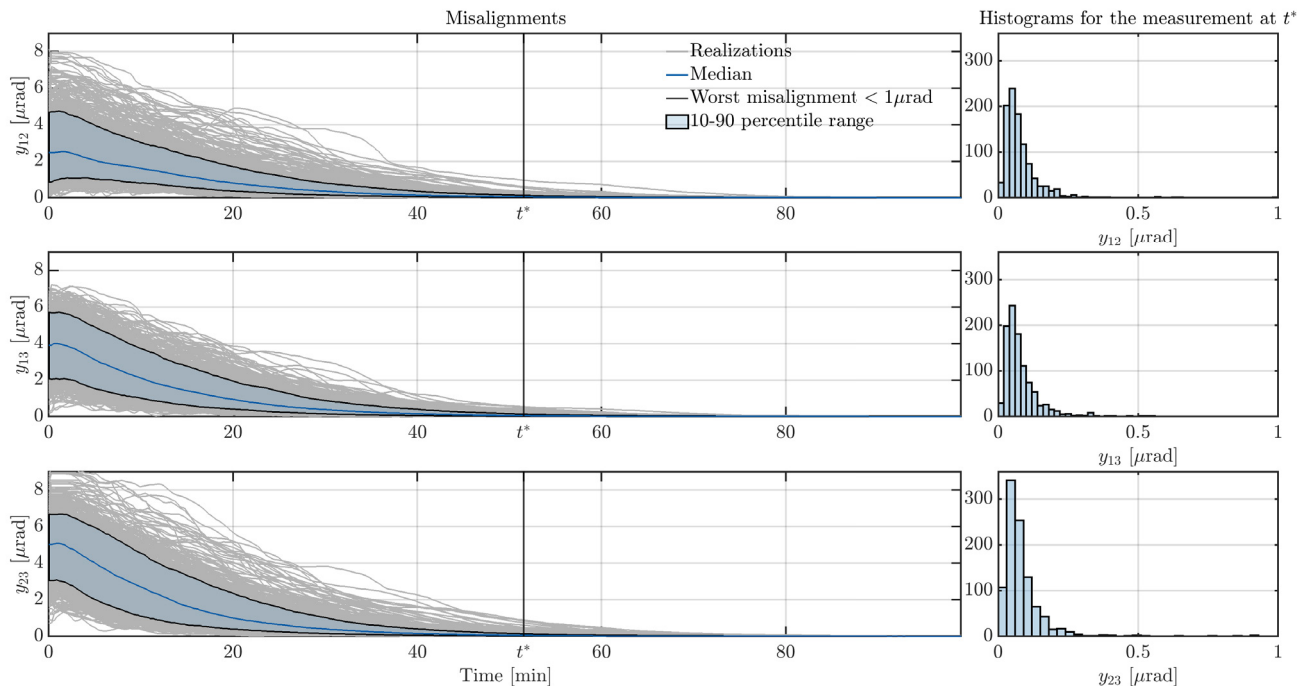 Misalignments
Histograms for the measurement at t*
8
6
4
2
0
y₁₂ [μrad]
Realizations
Median
Worst misalignment < 1μrad
10-90 percentile range
0 20 40 t* 60 80
300
200
100
0
0 0.5 1
y₁₂ [μrad]
8
6
4
2
0
y₁₃ [μrad]
0 20 40 t* 60 80
300
200
100
0
0 0.5 1
y₁₃ [μrad]
8
6
4
2
0
y₂₃ [μrad]
0 20 40 t* 60 80
Time [min]
300
200
100
0
0 0.5 1
y₂₃ [μrad]